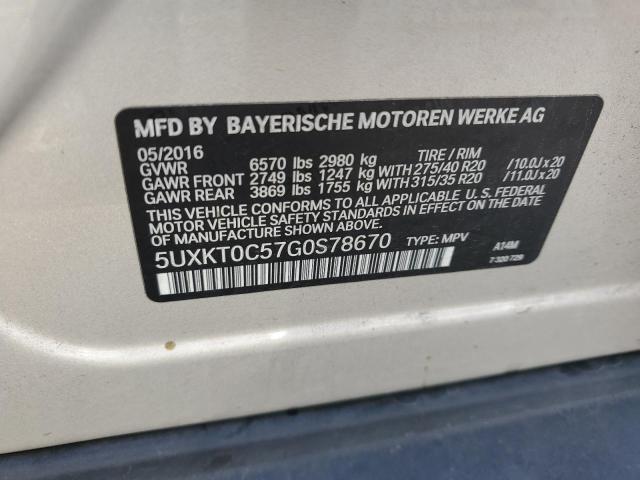 MFD BY BAYERISCHE MOTOREN WERKE AG
05/2016 TIRE / RIM
GVWR 6570 lbs 2980 kg
GAWR FRONT 2749 lbs 1247 kg WITH 275/40 R20 /10.0J x 20
GAWR REAR 3869 lbs 1755 kg WITH 315/35 R20 /11.0J x 20
THIS VEHICLE CONFORMS TO ALL APPLICABLE U.S. FEDERAL
MOTOR VEHICLE SAFETY STANDARDS IN EFFECT ON THE
DATE OF MANUFACTURE SHOWN ABOVE.
5UXKT0C57G0S78670 TYPE: MPV A14M
7 320 729